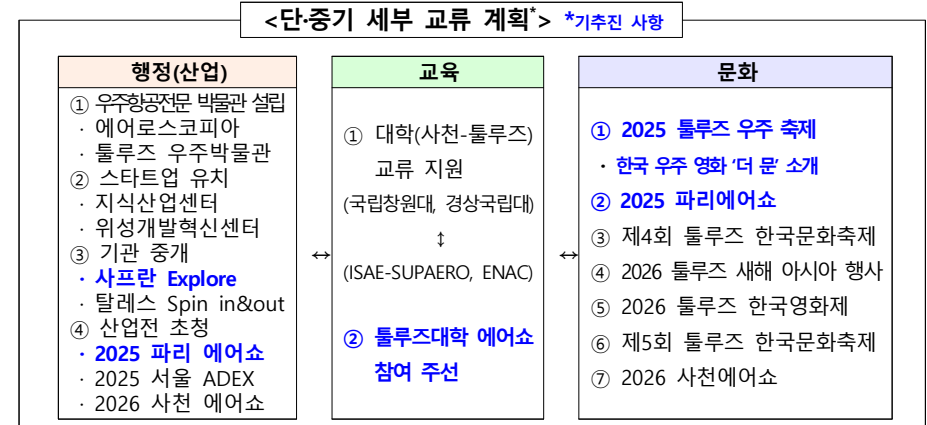 <단·중기 세부 교류 계획*> *기추진 사항
행정(산업)
① 우주항공전문 박물관 설립
· 에어로스코피아
· 툴루즈 우주박물관
② 스타트업 유치
· 지식산업센터
· 위성개발혁신센터
③ 기관 중개
· 사프란 Explore
· 탈레스 Spin in&out
④ 산업전 초청
· 2025 파리 에어쇼
· 2025 서울 ADEX
· 2026 사천 에어쇼
↔
교육
① 대학(사천-툴루즈)
교류 지원
(국립창원대, 경상국립대)
↕
(ISAE-SUPAERO, ENAC)
② 툴루즈대학 에어쇼
참여 주선
↔
문화
① 2025 툴루즈 우주 축제
· 한국 우주 영화 ‘더 문’ 소개
② 2025 파리에어쇼
③ 제4회 툴루즈 한국문화축제
④ 2026 툴루즈 새해 아시아 행사
⑤ 2026 툴루즈 한국영화제
⑥ 제5회 툴루즈 한국문화축제
⑦ 2026 사천에어쇼